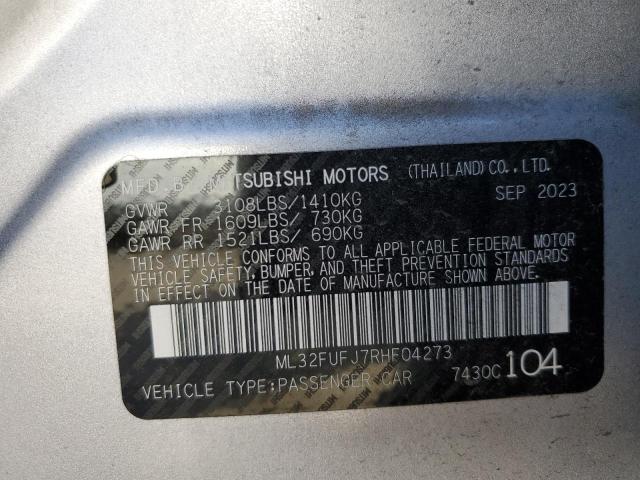 MFD. BY MITSUBISHI MOTORS (THAILAND) CO., LTD.
GVWR 3108LBS/1410KG SEP 2023
GAWR FR 1609LBS/ 730KG
GAWR RR 1521LBS/ 690KG
THIS VEHICLE CONFORMS TO ALL APPLICABLE FEDERAL MOTOR
VEHICLE SAFETY, BUMPER, AND THEFT PREVENTION STANDARDS
IN EFFECT ON THE DATE OF MANUFACTURE SHOWN ABOVE.
ML32FUFJ7RHF04273
VEHICLE TYPE:PASSENGER CAR 7430C 104